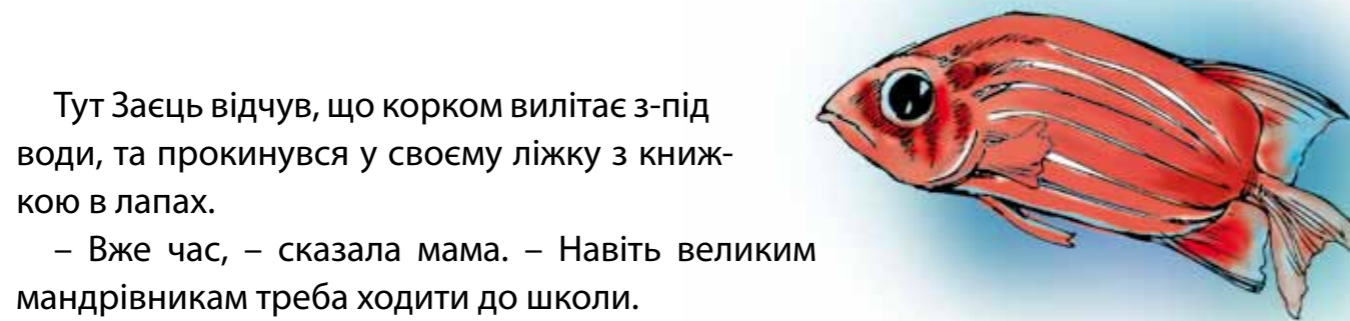 Тут Заєць відчув, що корком вилітає з-під
води, та прокинувся у своєму ліжку з книж-
кою в лапах.
– Вже час, – сказала мама. – Навіть великим
мандрівникам треба ходити до школи.